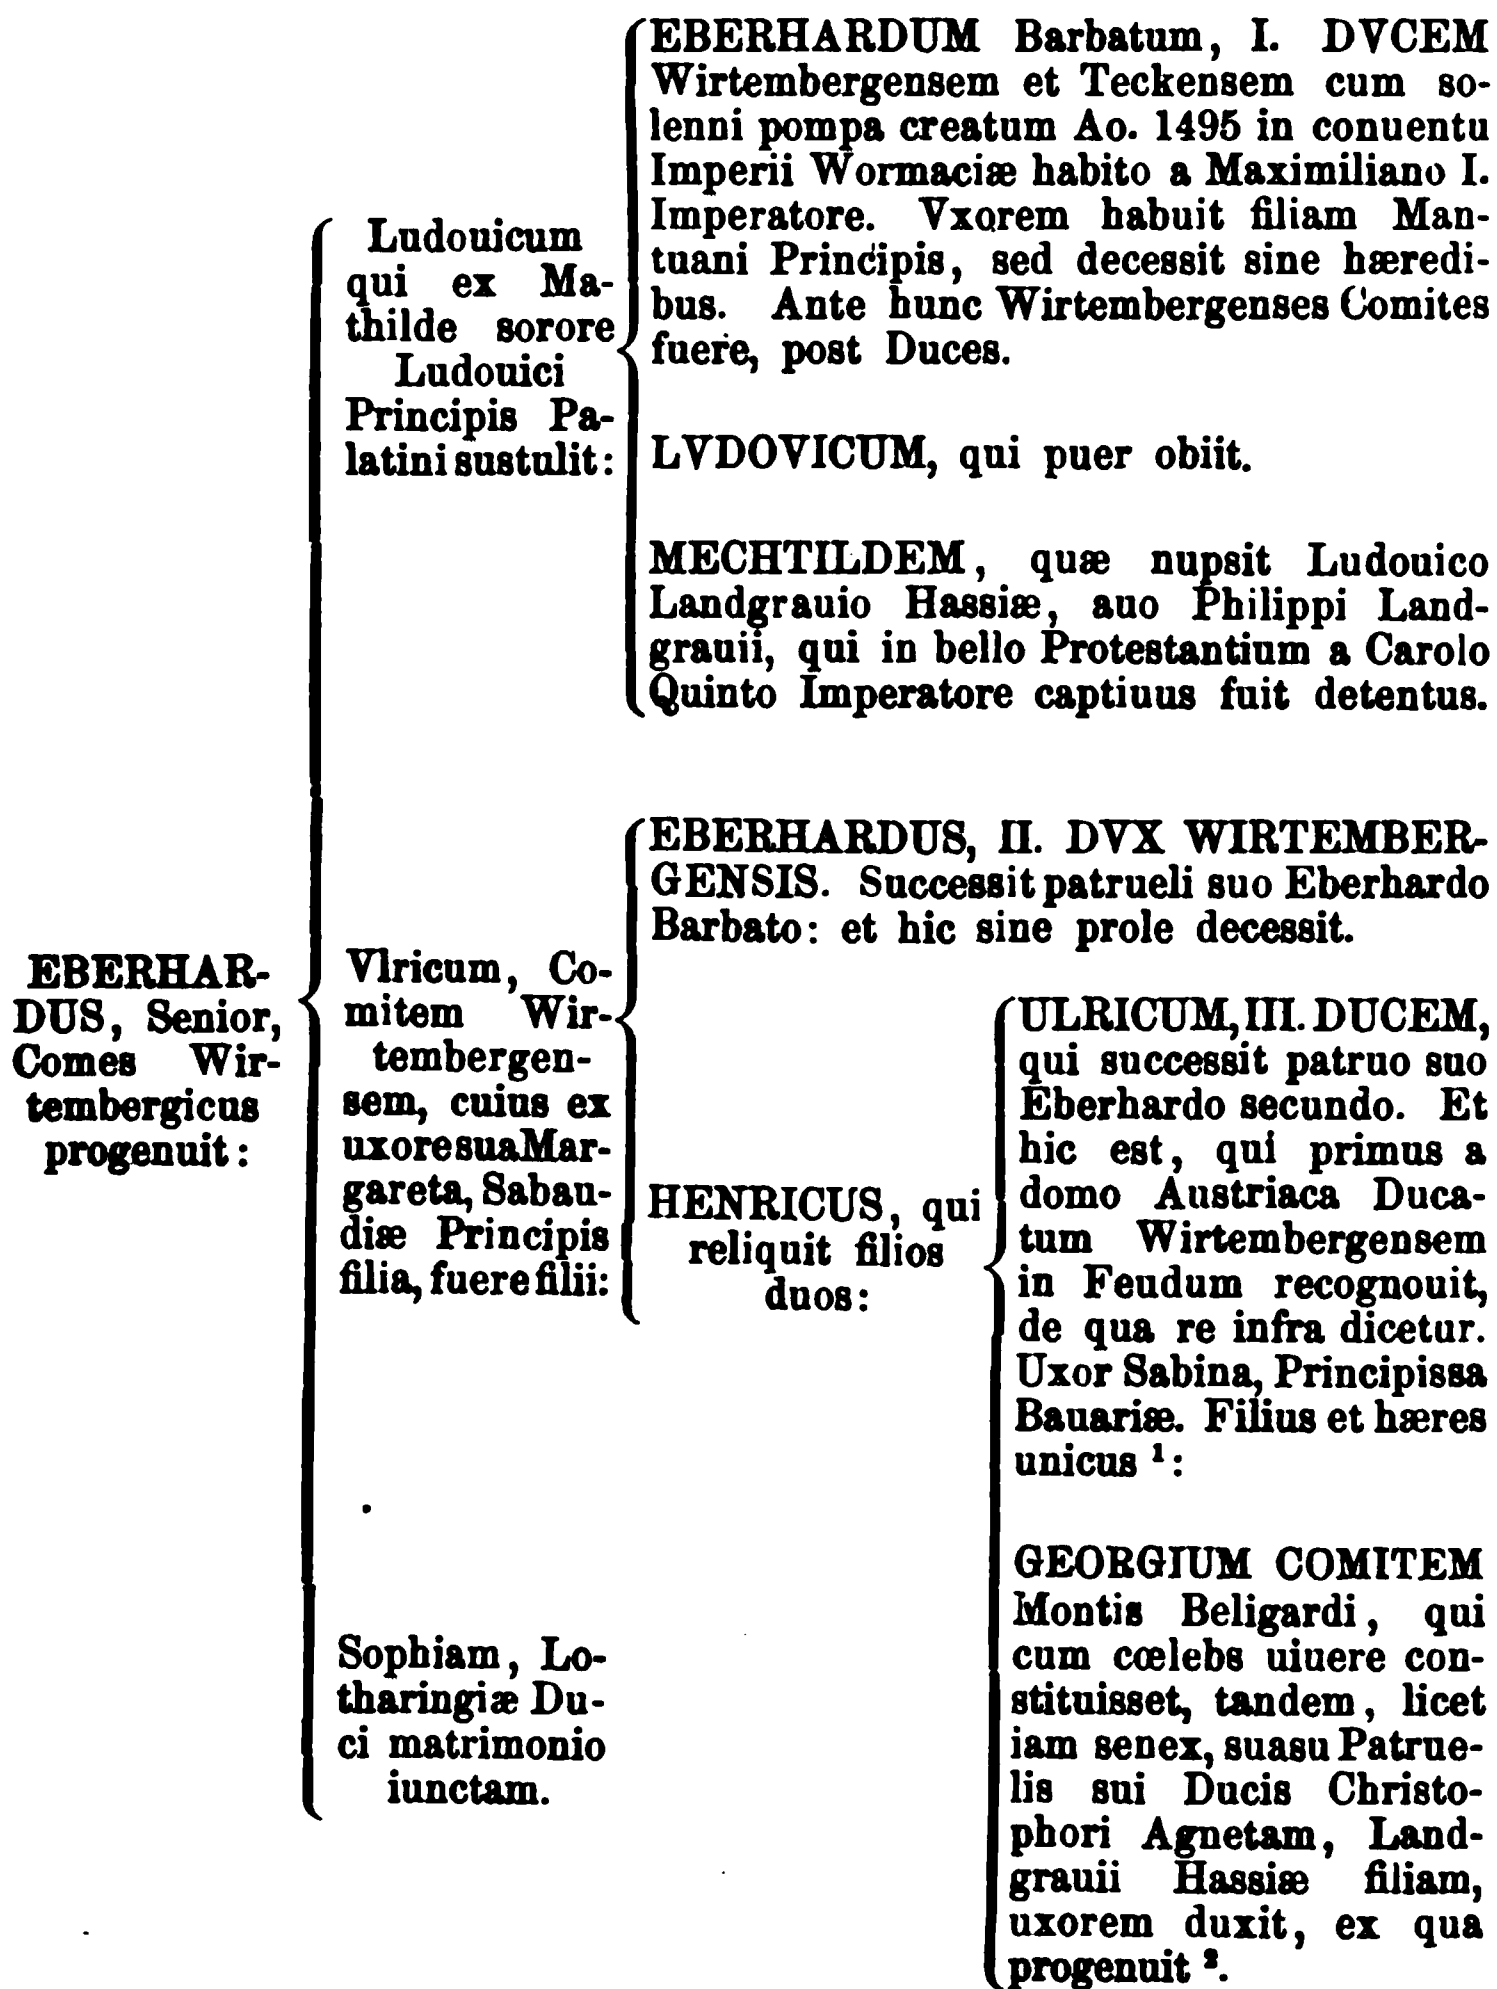 EBERHAR-
DUS, Senior,
Comes Wir-
tembergicus
progenuit:
Ludouicum
qui ex Ma-
thilde sorore
Ludouici
Principis Pa-
latini sustulit:
EBERHARDUM Barbatum, I. DVCEM
Wirtembergensem et Teckensem cum so-
lenni pompa creatum Ao. 1495 in conuentu
Imperii Wormaciæ habito a Maximiliano I.
Imperatore. Vxorem habuit filiam Man-
tuani Principis, sed decessit sine hæredi-
bus. Ante hunc Wirtembergenses Comites
fuere, post Duces.
LVDOVICUM, qui puer obiit.
MECHTILDEM, quæ nupsit Ludouico
Landgrauio Hassiæ, auo Philippi Land-
grauii, qui in bello Protestantium a Carolo
Quinto Imperatore captiuus fuit detentus.
Vlricum, Co-
mitem Wir-
tembergen-
sem, cuius ex
uxore sua Mar-
gareta, Sabau-
diæ Principis
filia, fuere filii:
EBERHARDUS, II. DVX WIRTEMBER-
GENSIS. Successit patrueli suo Eberhardo
Barbato: et hic sine prole decessit.
HENRICUS, qui
reliquit filios
duos:
ULRICUM, III. DUCEM,
qui successit patruo suo
Eberhardo secundo. Et
hic est, qui primus a
domo Austriaca Duca-
tum Wirtembergensem
in Feudum recognouit,
de qua re infra dicetur.
Uxor Sabina, Principissa
Bauariæ. Filius et hæres
unicus ¹:
GEORGIUM COMITEM
Montis Beligardi, qui
cum cœlebs uiuere con-
stituisset, tandem, licet
iam senex, suasu Patrue-
lis sui Ducis Christo-
phori Agnetam, Land-
grauii Hassiæ filiam,
uxorem duxit, ex qua
progenuit ².
Sophiam, Lo-
tharingiæ Du-
ci matrimonio
iunctam.